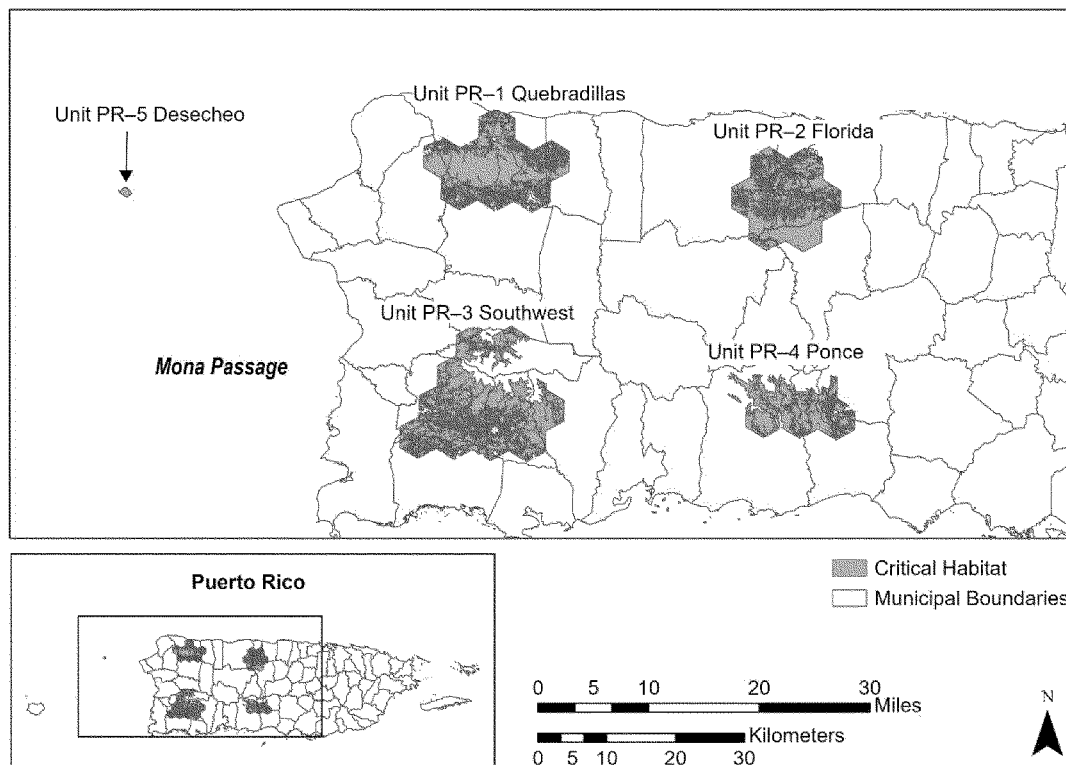 Unit PR–1 Quebradillas
Unit PR–5 Desecheo
Unit PR–2 Florida
Unit PR–3 Southwest
Unit PR–4 Ponce
Mona Passage
Puerto Rico
Critical Habitat
Municipal Boundaries
0 5 10 20 30
Miles
Kilometers
0 5 10 20 30
N